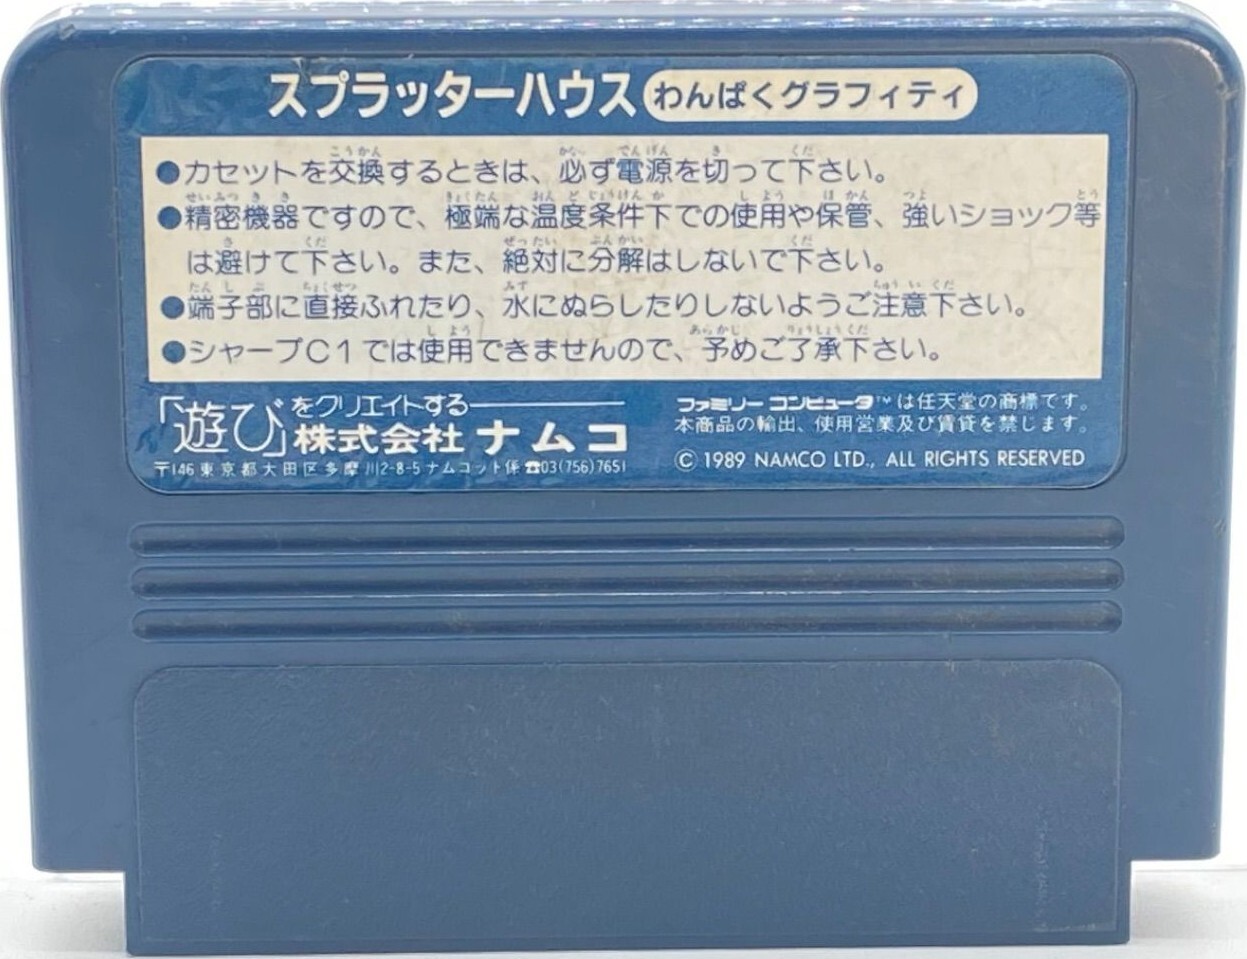 スプラッターハウス わんぱくグラフィティ
●カセットを交換するときは、必ず電源を切って下さい。
●精密機器ですので、極端な温度条件下での使用や保管、強いショック等
は避けて下さい。また、絶対に分解はしないで下さい。
●端子部に直接ふれたり、水にぬらしたりしないようご注意下さい。
●シャープC1では使用できませんので、予めご了承下さい。
「遊び」をクリエイトする
株式会社ナムコ
〒146 東京都大田区多摩川2-8-5 ナムコット係 ☎03(756)7651
ファミリーコンピュータ™は任天堂の商標です。
本商品の輸出、使用営業及び賃貸を禁じます。
© 1989 NAMCO LTD., ALL RIGHTS RESERVED